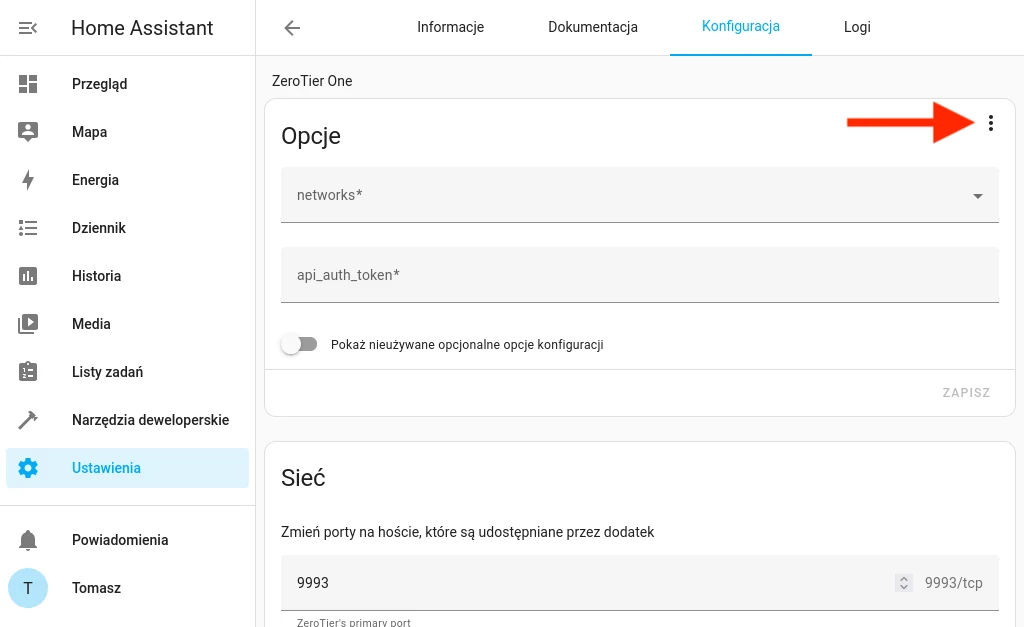 Home Assistant
Informacje
Dokumentacja
Konfiguracja
Logi
Przegląd
Mapa
Energia
Dziennik
Historia
Media
Listy zadań
Narzędzia deweloperskie
Ustawienia
Powiadomienia
T
Tomasz
ZeroTier One
Opcje
networks*
api_auth_token*
Pokaż nieużywane opcjonalne opcje konfiguracji
ZAPISZ
Sieć
Zmień porty na hoście, które są udostępniane przez dodatek
9993
9993/tcp
ZeroTier's primary port